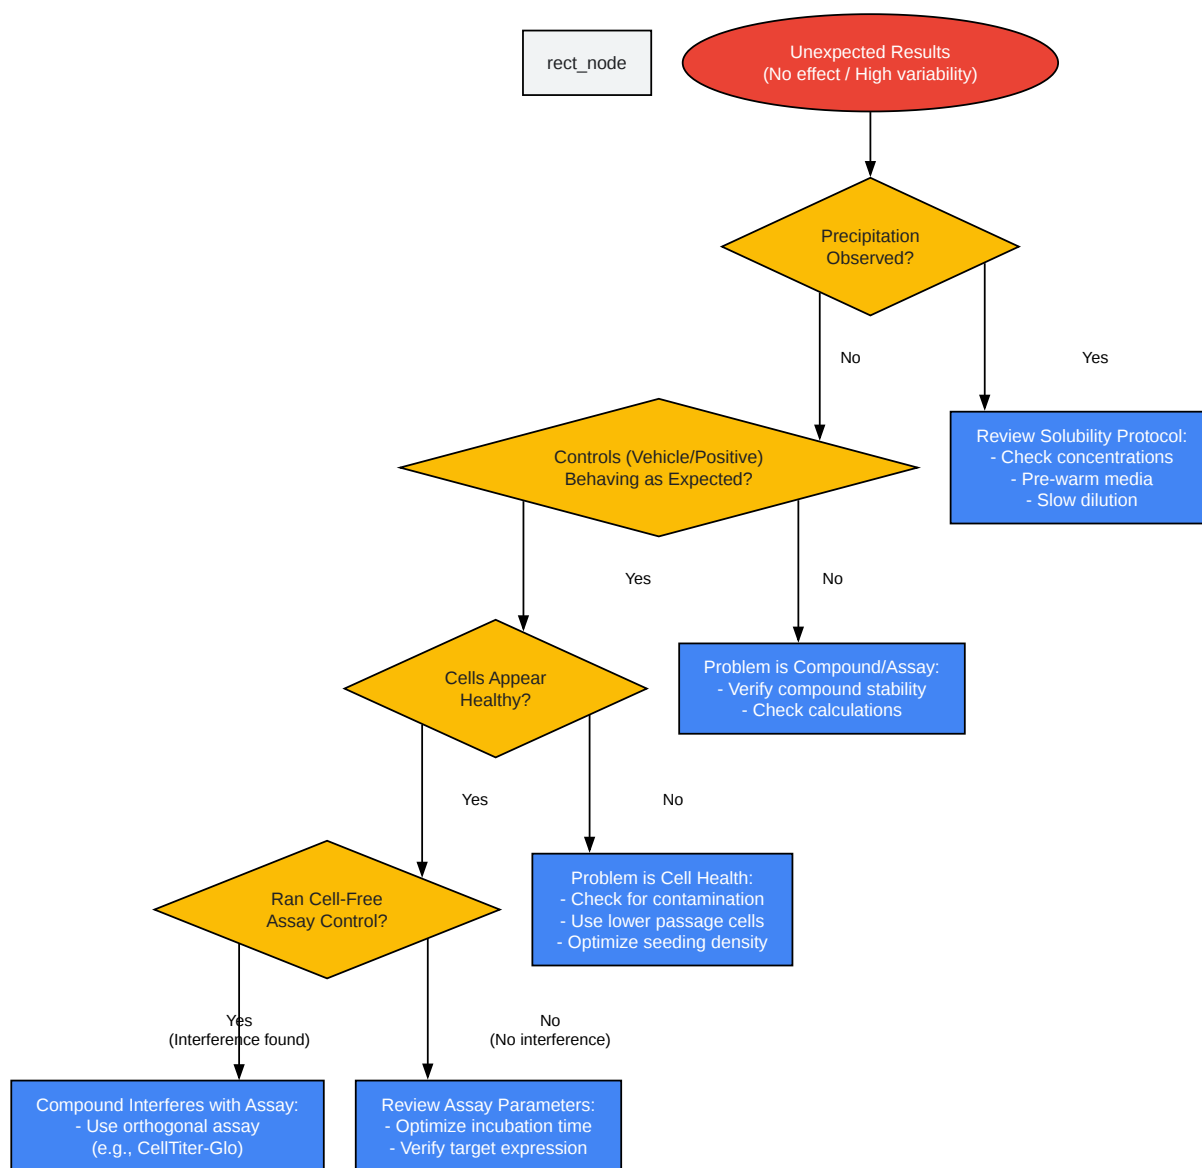 rect_node
Unexpected Results
(No effect / High variability)
Precipitation
Observed?
No
Yes
Controls (Vehicle/Positive)
Behaving as Expected?
Review Solubility Protocol:
- Check concentrations
- Pre-warm media
- Slow dilution
Yes
No
Cells Appear
Healthy?
Problem is Compound/Assay:
- Verify compound stability
- Check calculations
Yes
No
Ran Cell-Free
Assay Control?
Problem is Cell Health:
- Check for contamination
- Use lower passage cells
- Optimize seeding density
Yes
(Interference found)
No
(No interference)
Compound Interferes with Assay:
- Use orthogonal assay
(e.g., CellTiter-Glo)
Review Assay Parameters:
- Optimize incubation time
- Verify target expression